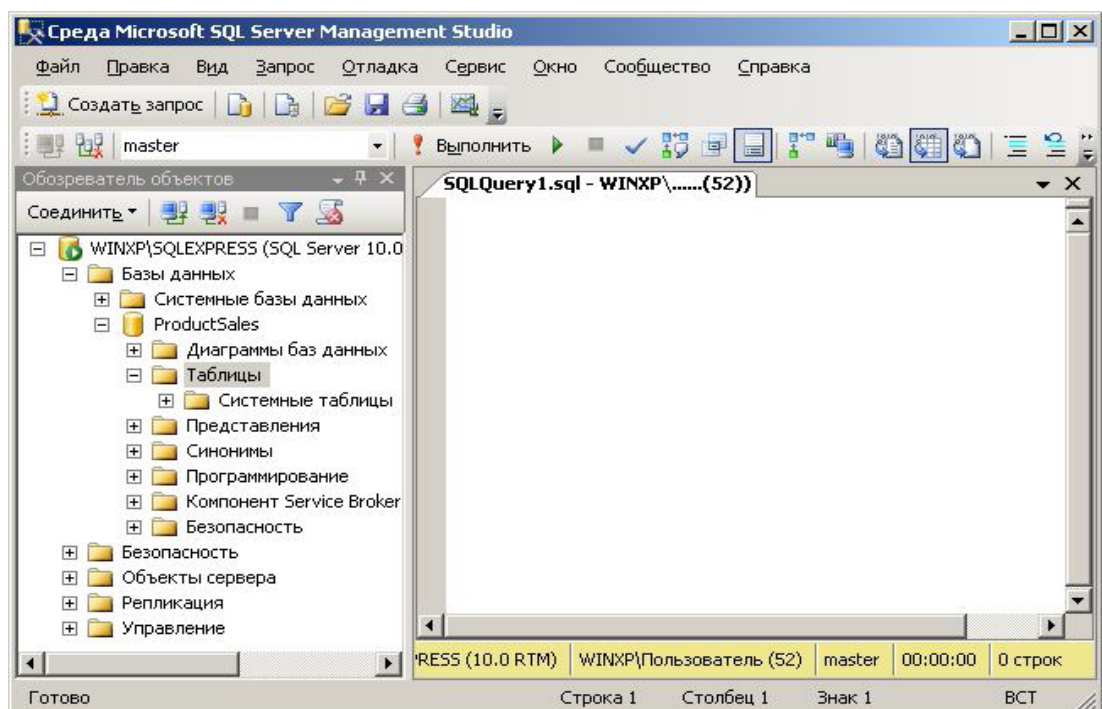 Среда Microsoft SQL Server Management Studio
Файл Правка Вид Запрос Отладка Сервис Окно Сообщество Справка
Создать запрос
master Выполнить
Обозреватель объектов
SQLQuery1.sql - WINXP\......(52))
Соединить
WINXP\SQLEXPRESS (SQL Server 10.0
Базы данных
Системные базы данных
ProductSales
Диаграммы баз данных
Таблицы
Системные таблицы
Представления
Синонимы
Программирование
Компонент Service Broker
Безопасность
Безопасность
Объекты сервера
Репликация
Управление
'RESS (10.0 RTM) WINXP\Пользователь (52) master 00:00:00 0 строк
Готово Строка 1 Столбец 1 Знак 1 ВСТ